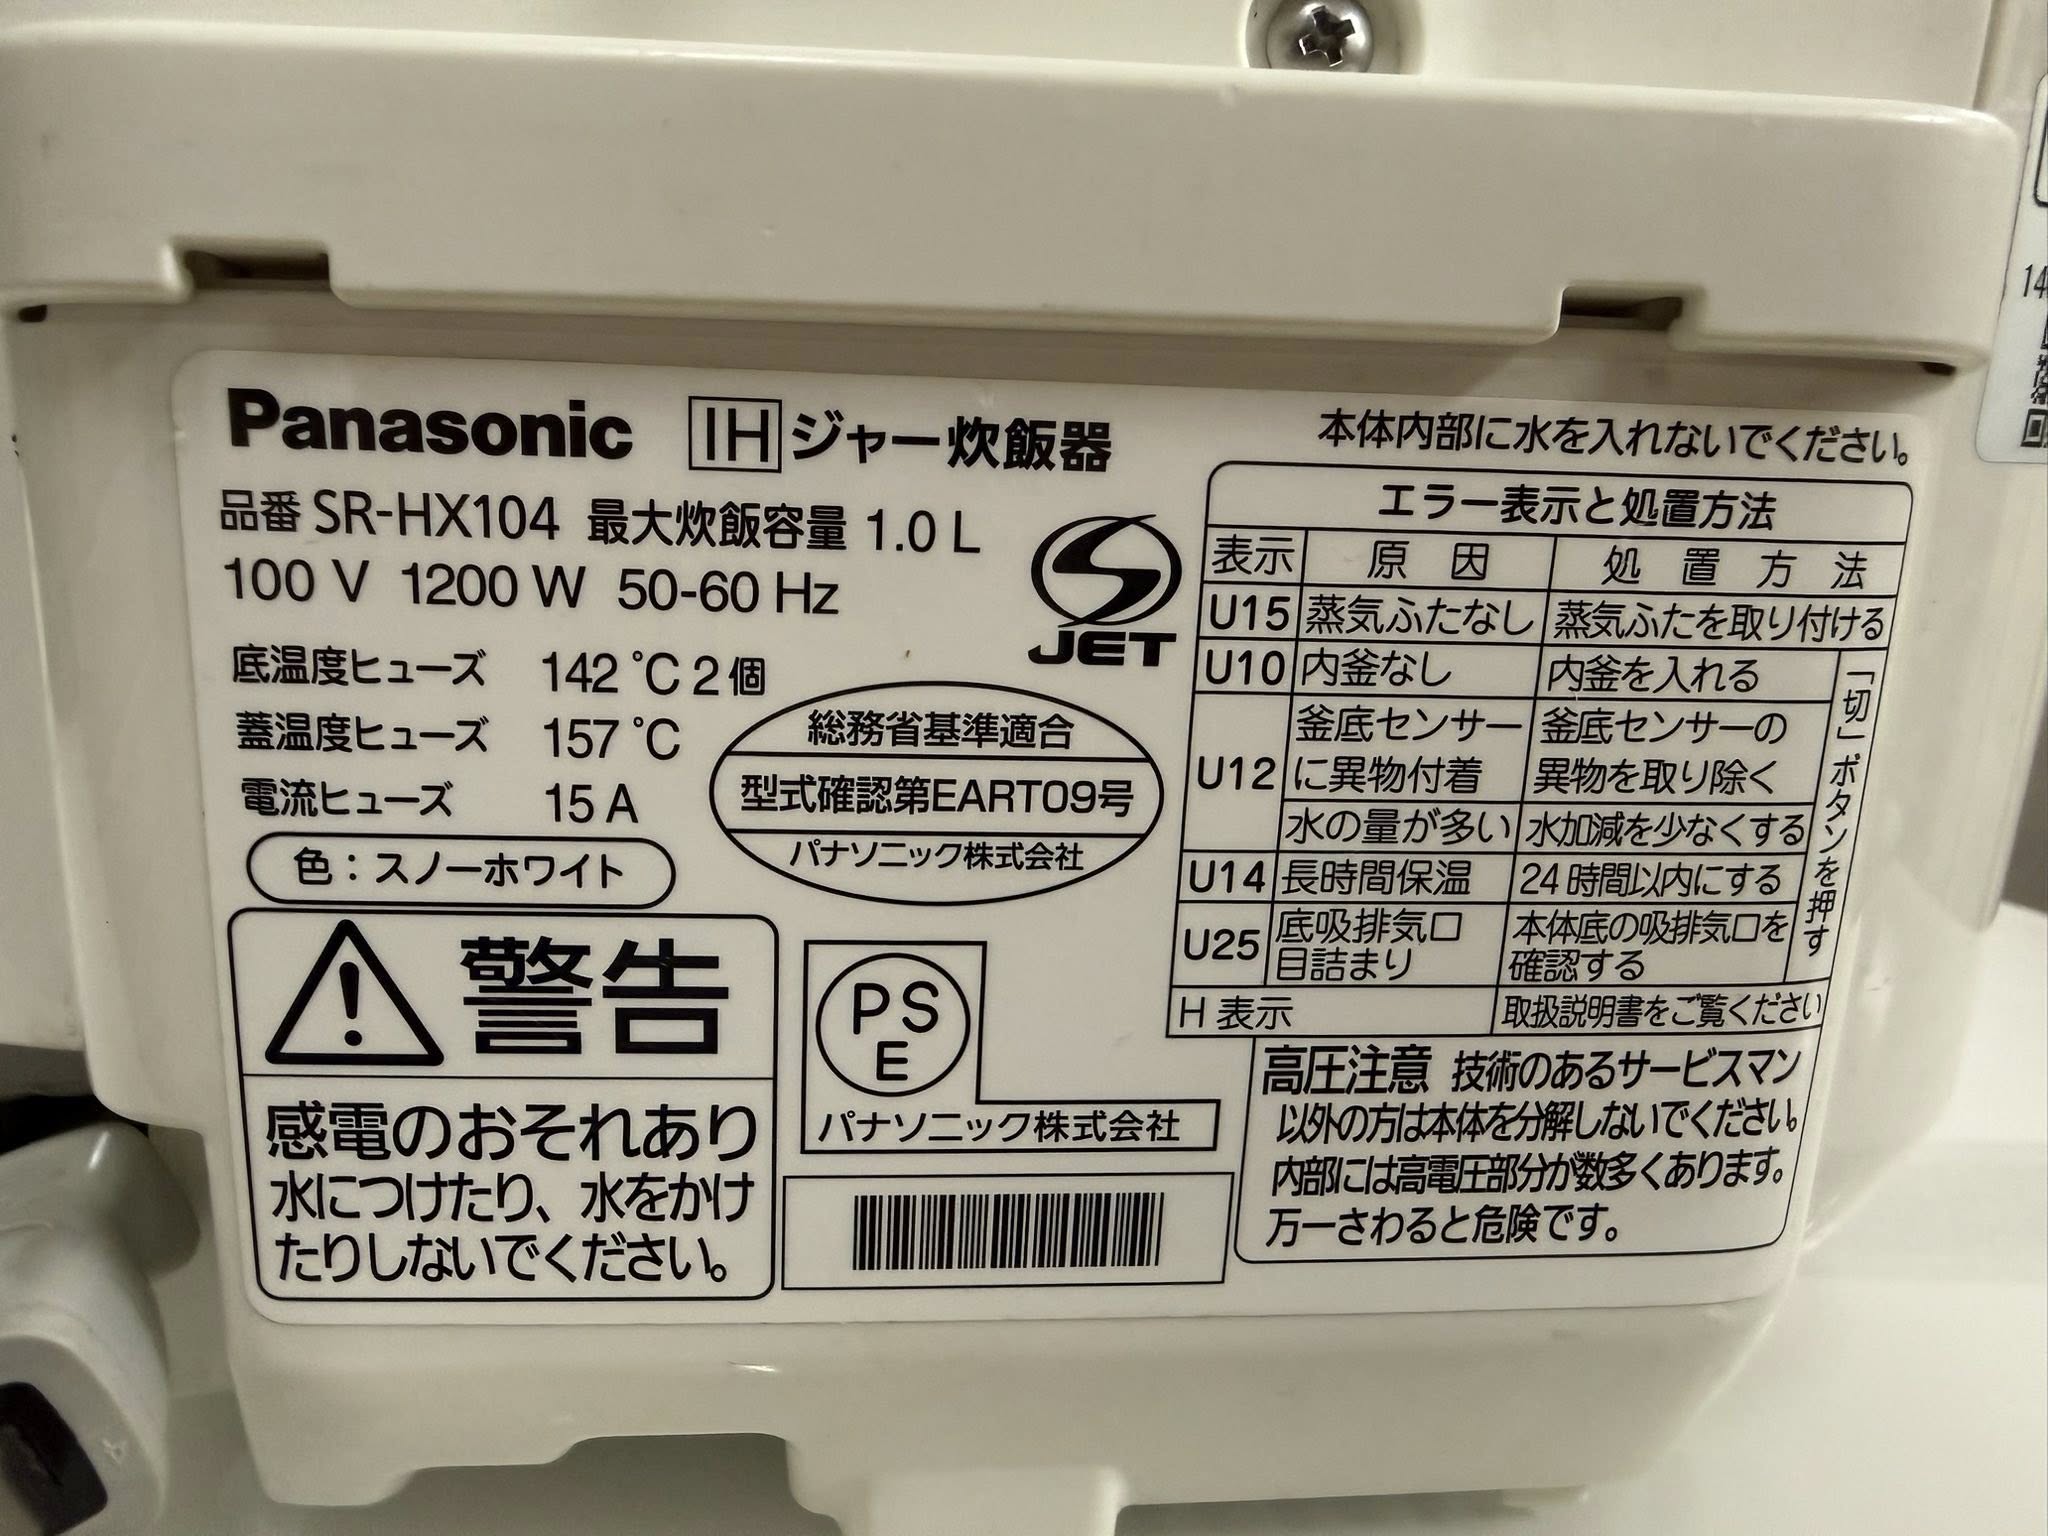 Panasonic IHジャー炊飯器
品番 SR-HX104 最大炊飯容量 1.0 L
100 V 1200 W 50-60 Hz
底温度ヒューズ 142 ℃ 2個
蓋温度ヒューズ 157 ℃
電流ヒューズ 15 A
色：スノーホワイト
JET
総務省基準適合
型式確認第EART09号
パナソニック株式会社
警告
感電のおそれあり
水につけたり、水をかけ
たりしないでください。
PS
E
パナソニック株式会社
本体内部に水を入れないでください。
エラー表示と処置方法
表示 原因 処置方法
U15 蒸気ふたなし 蒸気ふたを取り付ける
U10 内釜なし 内釜を入れる
U12 釜底センサーに異物付着 釜底センサーの異物を取り除く
水の量が多い 水加減を少なくする
U14 長時間保温 24時間以内にする
U25 底吸排気口目詰まり 本体底の吸排気口を確認する
「切」ボタンを押す
H 表示 取扱説明書をご覧ください
高圧注意 技術のあるサービスマン
以外の方は本体を分解しないでください。
内部には高電圧部分が数多くあります。
万一さわると危険です。